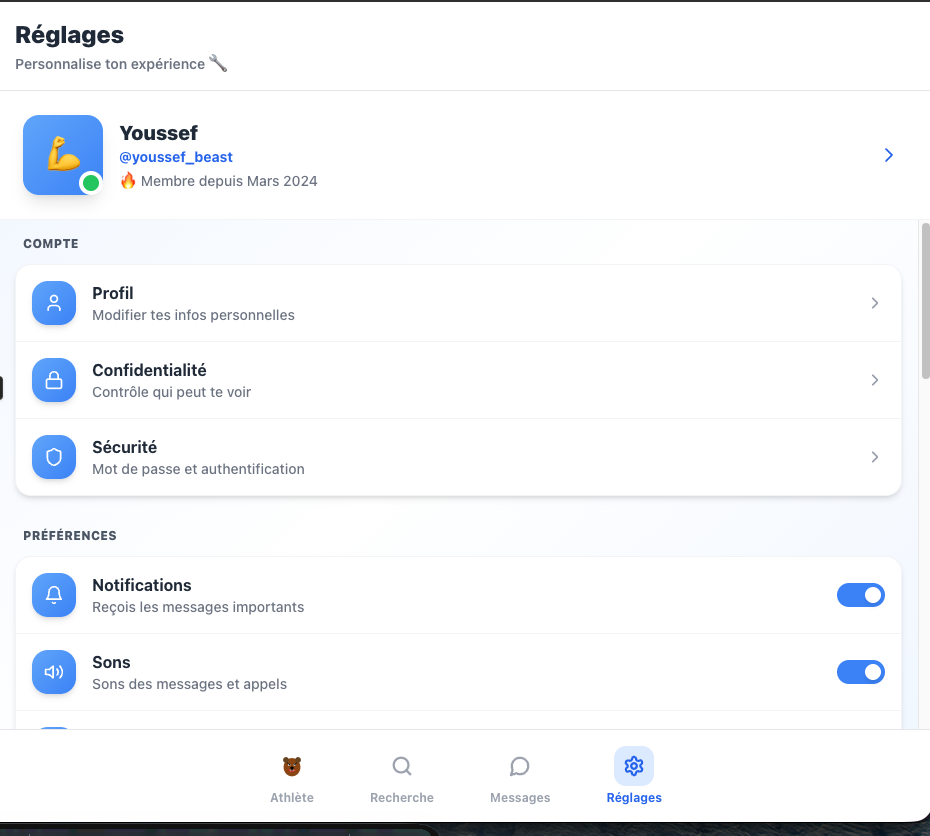 Réglages
Personnalise ton expérience
Youssef
@youssef_beast
Membre depuis Mars 2024
COMPTE
Profil
Modifier tes infos personnelles
Confidentialité
Contrôle qui peut te voir
Sécurité
Mot de passe et authentification
PRÉFÉRENCES
Notifications
Reçois les messages importants
Sons
Sons des messages et appels
Athlète
Recherche
Messages
Réglages